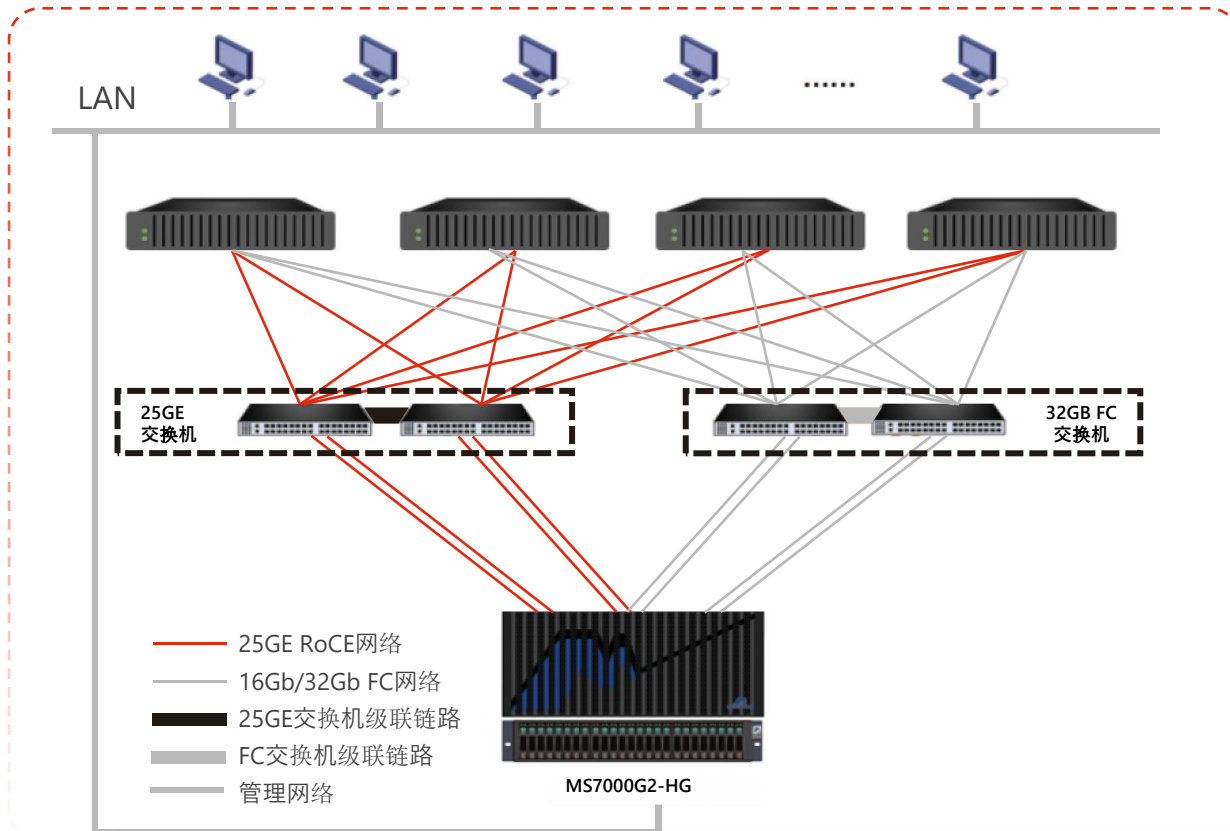 LAN
......
25GE
交换机
32GB FC
交换机
25GE RoCE网络
16Gb/32Gb FC网络
25GE交换机级联链路
FC交换机级联链路
管理网络
MS7000G2-HG